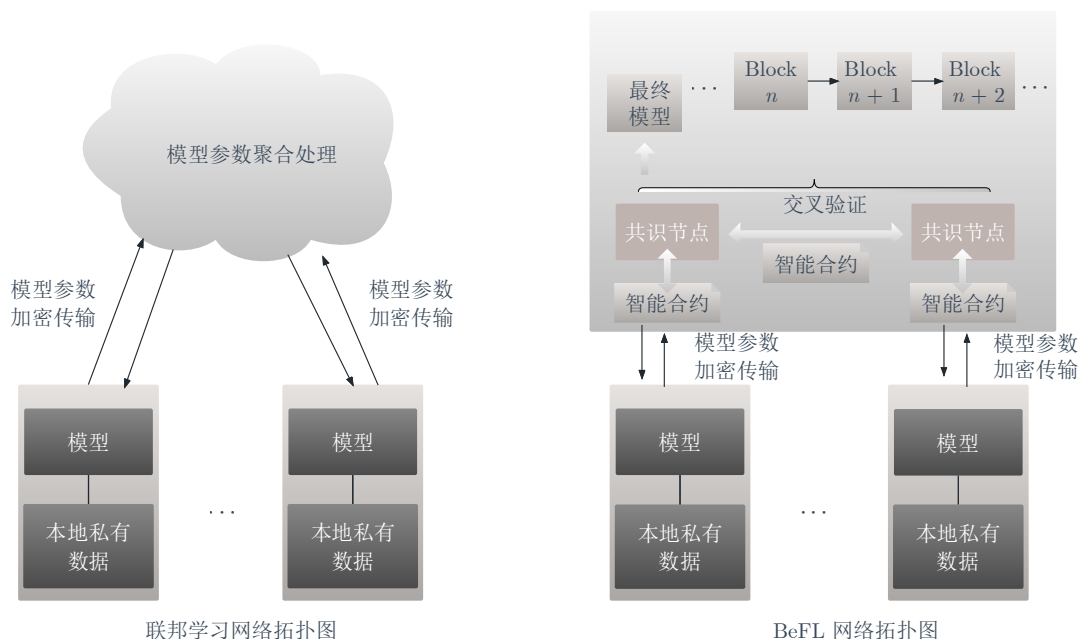 模型参数聚合处理
模型参数
加密传输
模型参数
加密传输
模型
本地私有
数据
...
模型
本地私有
数据
联邦学习网络拓扑图
最终
模型
...
Block
n
Block
n + 1
Block
n + 2
...
交叉验证
共识节点
智能合约
共识节点
智能合约
智能合约
模型参数
加密传输
模型参数
加密传输
模型
本地私有
数据
...
模型
本地私有
数据
BeFL 网络拓扑图